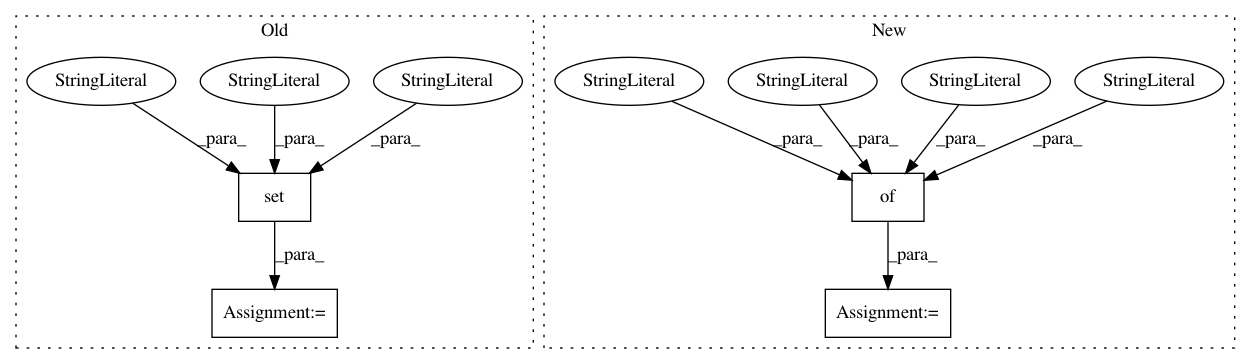 Old
New
StringLiteral StringLiteral StringLiteral StringLiteral StringLiteral StringLiteral StringLiteral
_para_ _para_ _para_ _para_ _para_ _para_ _para_
set of
_para_ _para_
Assignment:= Assignment:=